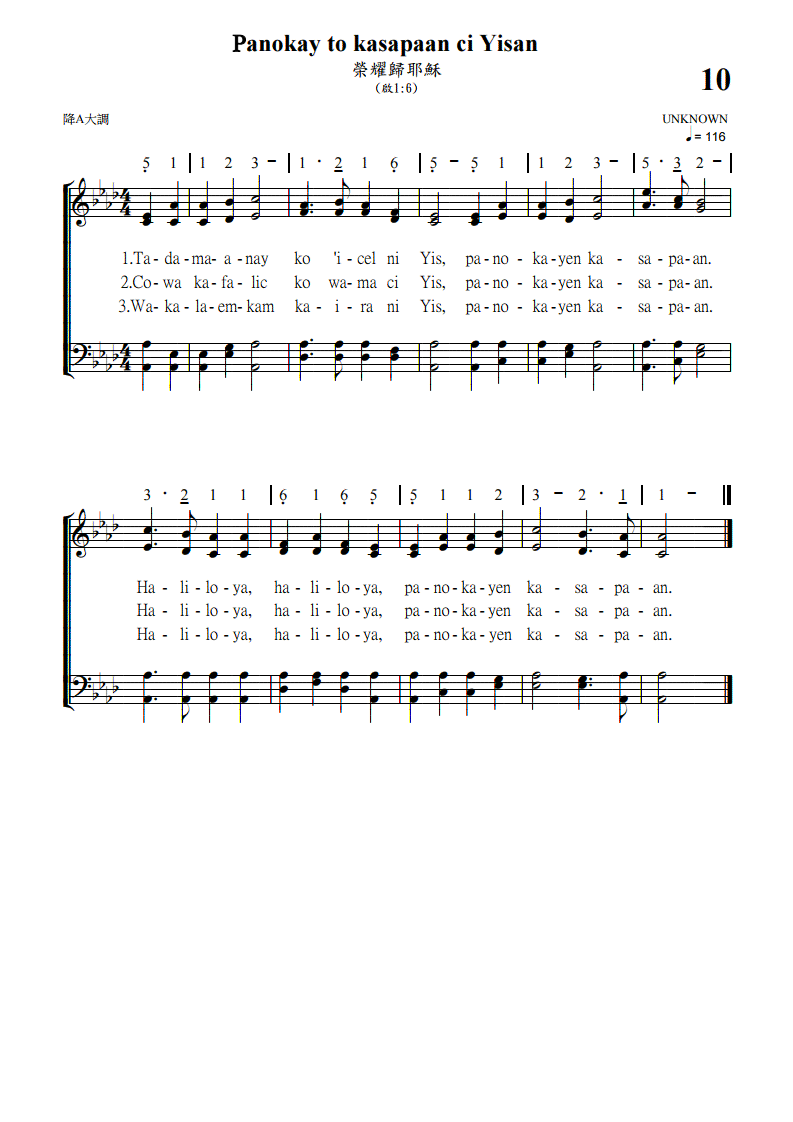 Panokay to kasapaan ci Yisan
榮耀歸耶穌
(啟1:6)
10
降A大調
UNKNOWN
♩= 116
5̣ 1 | 1 2 3 - | 1 · 2̲ 1 6̣ | 5̣ - 5̣ 1 | 1 2 3 - | 5 · 3̲ 2 - |
1.Ta- da- ma- a- nay ko 'i- cel ni Yis, pa- no- ka- yen ka- sa- pa- an.
2.Co- wa ka- fa- lic ko wa- ma ci Yis, pa- no- ka- yen ka- sa- pa- an.
3.Wa- ka- la- em- kam ka- i- ra ni Yis, pa- no- ka- yen ka- sa- pa- an.
3 · 2̲ 1 1 | 6̣ 1 6̣ 5̣ | 5̣ 1 1 2 | 3 - 2 · 1̲ | 1 - ‖
Ha- li- lo- ya, ha- li- lo- ya, pa- no- ka- yen ka- sa- pa- an.
Ha- li- lo- ya, ha- li- lo- ya, pa- no- ka- yen ka- sa- pa- an.
Ha- li- lo- ya, ha- li- lo- ya, pa- no- ka- yen ka- sa- pa- an.